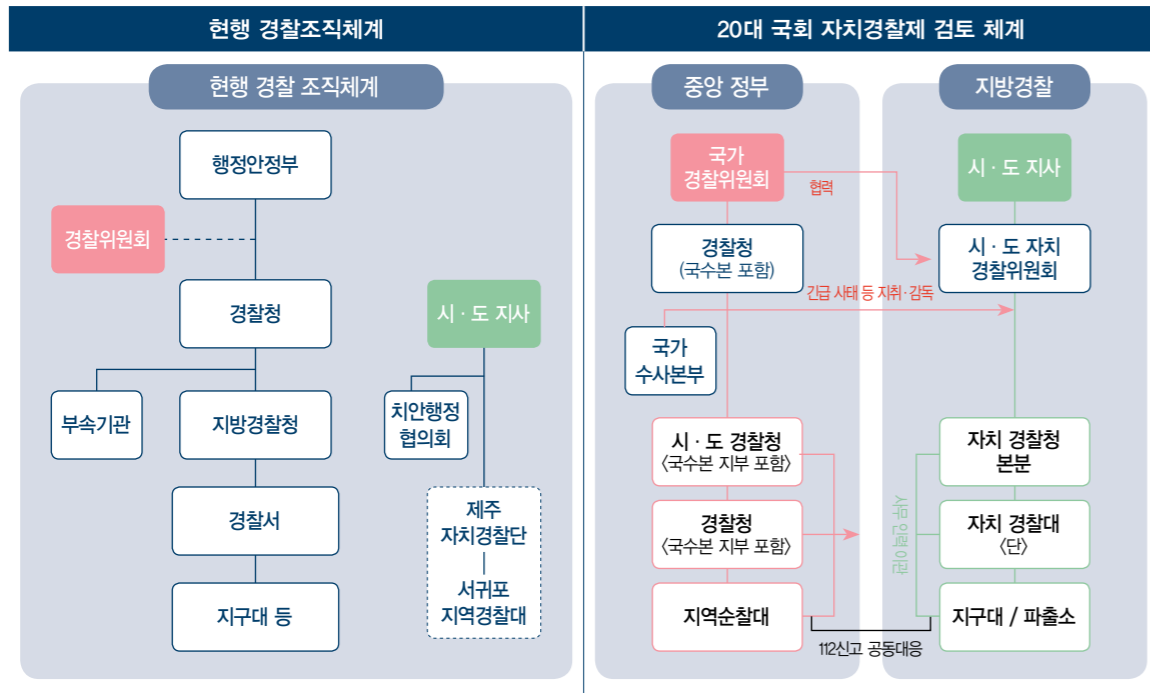 현행 경찰조직체계
현행 경찰 조직체계
행정안정부
경찰위원회
경찰청
시 · 도 지사
부속기관
지방경찰청
치안행정
협의회
경찰서
제주
자치경찰단
서귀포
지역경찰대
지구대 등
20대 국회 자치경찰제 검토 체계
중앙 정부
지방경찰
국가
경찰위원회
시 · 도 지사
협력
경찰청
(국수본 포함)
시 · 도 자치
경찰위원회
긴급 사태 등 지취·감독
국가
수사본부
시 · 도 경찰청
〈국수본 지부 포함〉
자치 경찰청
본분
사무 인력 이관
경찰청
〈국수본 지부 포함〉
자치 경찰대
〈단〉
지역순찰대
지구대 / 파출소
112신고 공동대응